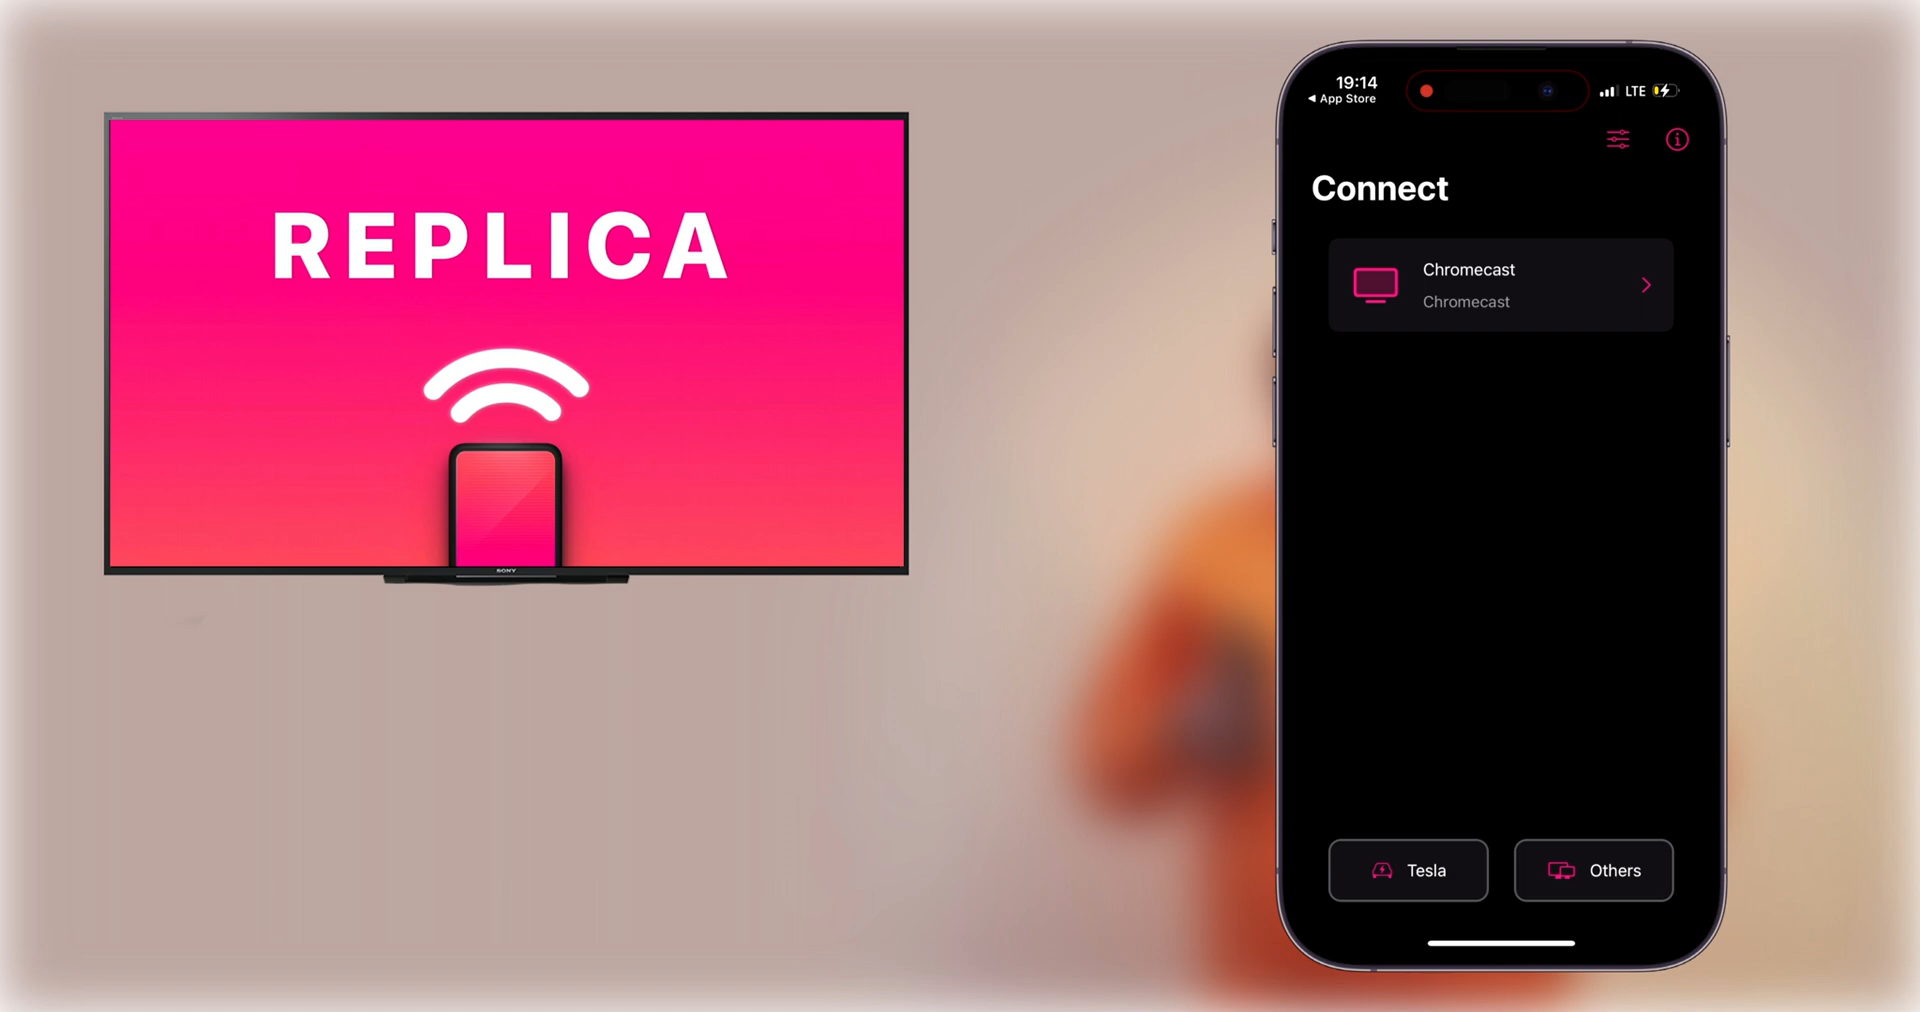 REPLICA
SONY
19:14
App Store
LTE
Connect
Chromecast
Chromecast
Tesla
Others